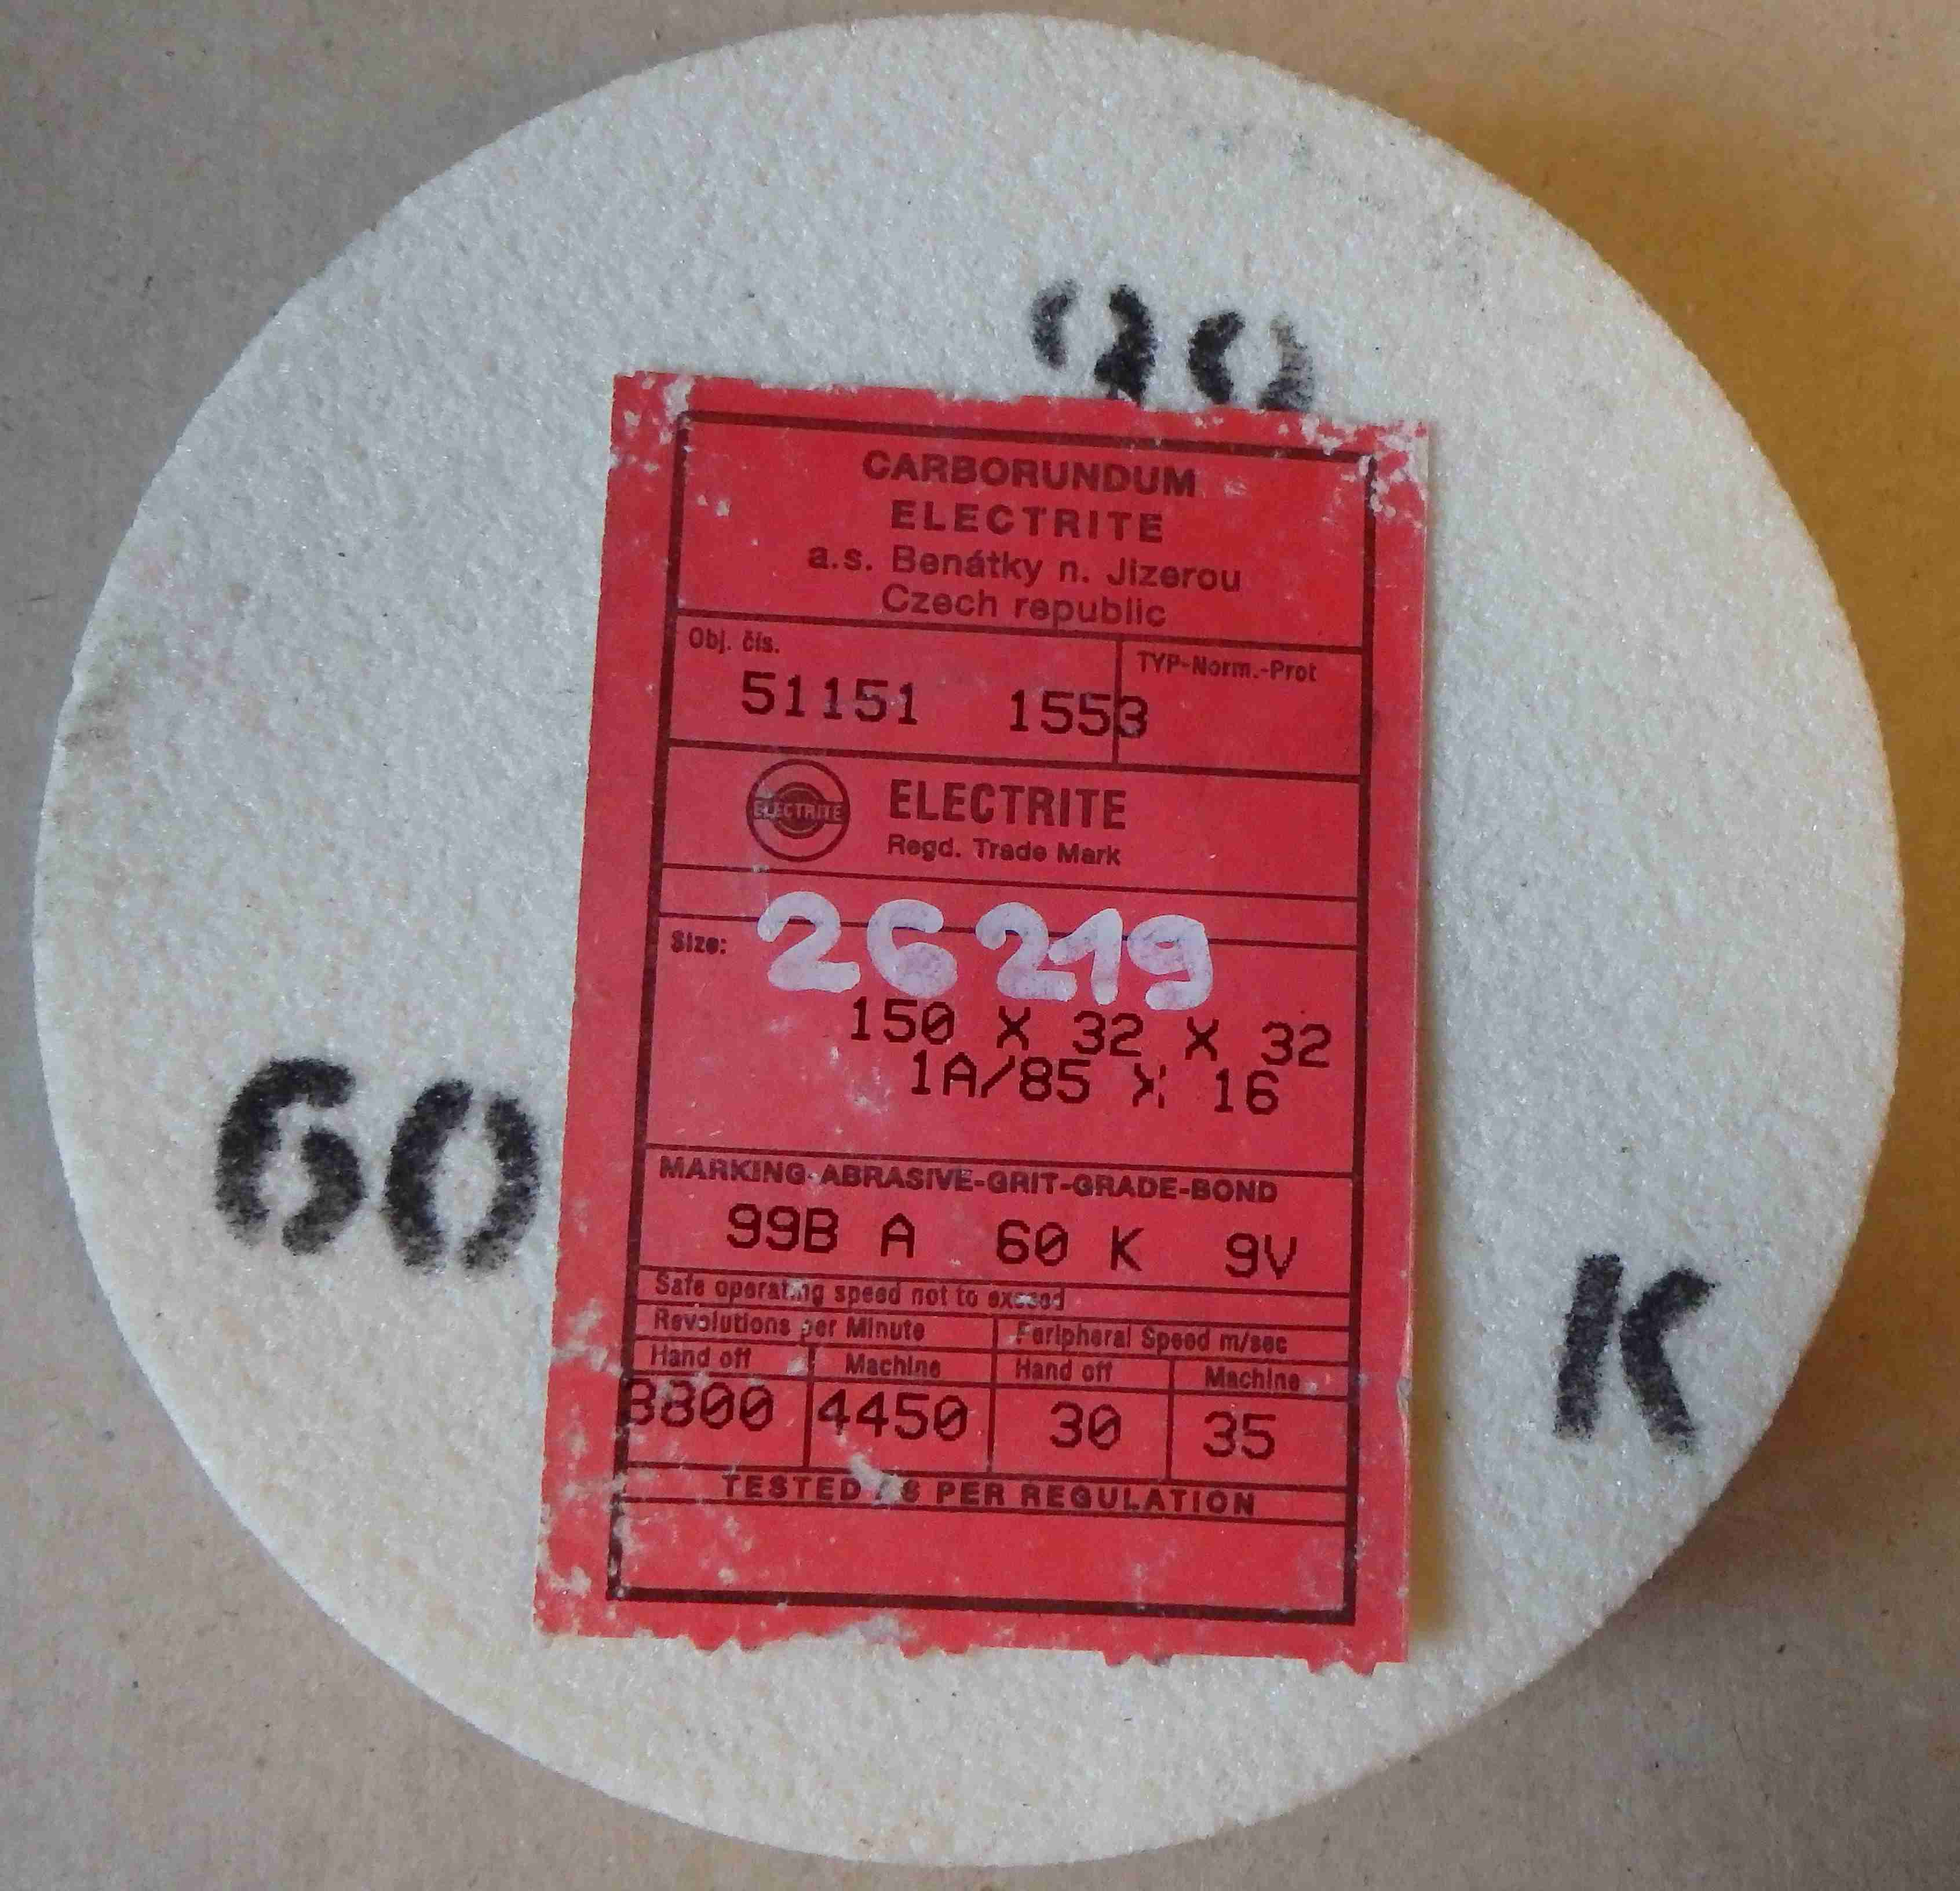 99
CARBORUNDUM
ELECTRITE
a.s. Benátky n. Jizerou
Czech republic
Obj. čís.
TYP-Norm.-Prot
51151 1553
ELECTRITE
ELECTRITE
Regd. Trade Mark
26219
Size:
150 X 32 X 32
1A/85 X 16
60
MARKING-ABRASIVE-GRIT-GRADE-BOND
99B A 60 K 9V
K
Safe operating speed not to exceed
Revolutions per Minute Peripheral Speed m/sec
Hand off Machine Hand off Machine
3800 4450 30 35
TESTED AS PER REGULATION